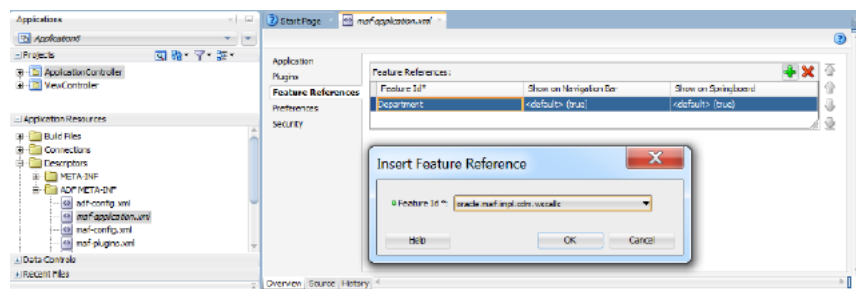 Applications
Start Page
maf-application.xml
Application6
Projects
ApplicationController
ViewController
Application Resources
Build Files
Connections
Descriptors
META-INF
ADF META-INF
adf-config.xml
maf-application.xml
maf-config.xml
maf-plugins.xml
Data Controls
Recent Files
Application
Plugins
Feature References
Preferences
Security
Feature References:
Feature Id*
Show on Navigation Bar
Show on Springboard
Department
<default> (true)
<default> (true)
Insert Feature Reference
X
Feature Id *:
oracle.maf.impl.cdm.wscalls
Help
OK
Cancel
Overview
Source
History